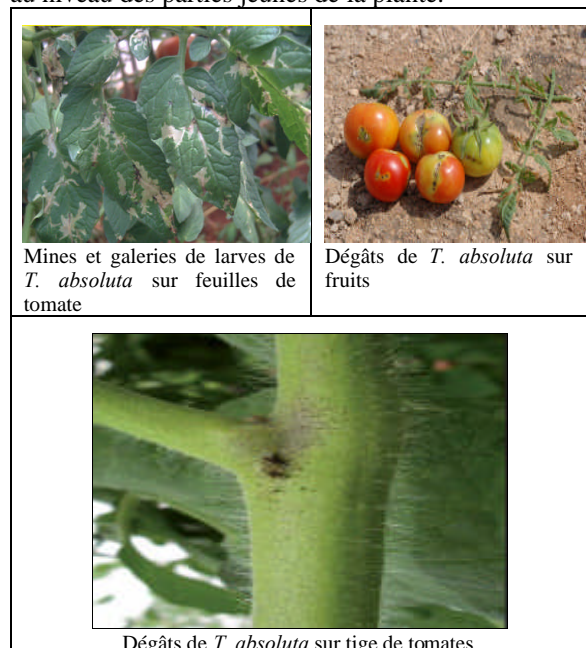 au niveau des parties jeunes de la plante.
Mines et galeries de larves de
T. absoluta sur feuilles de
tomate
Dégâts de T. absoluta sur
fruits
Dégâts de T. absoluta sur tige de tomates